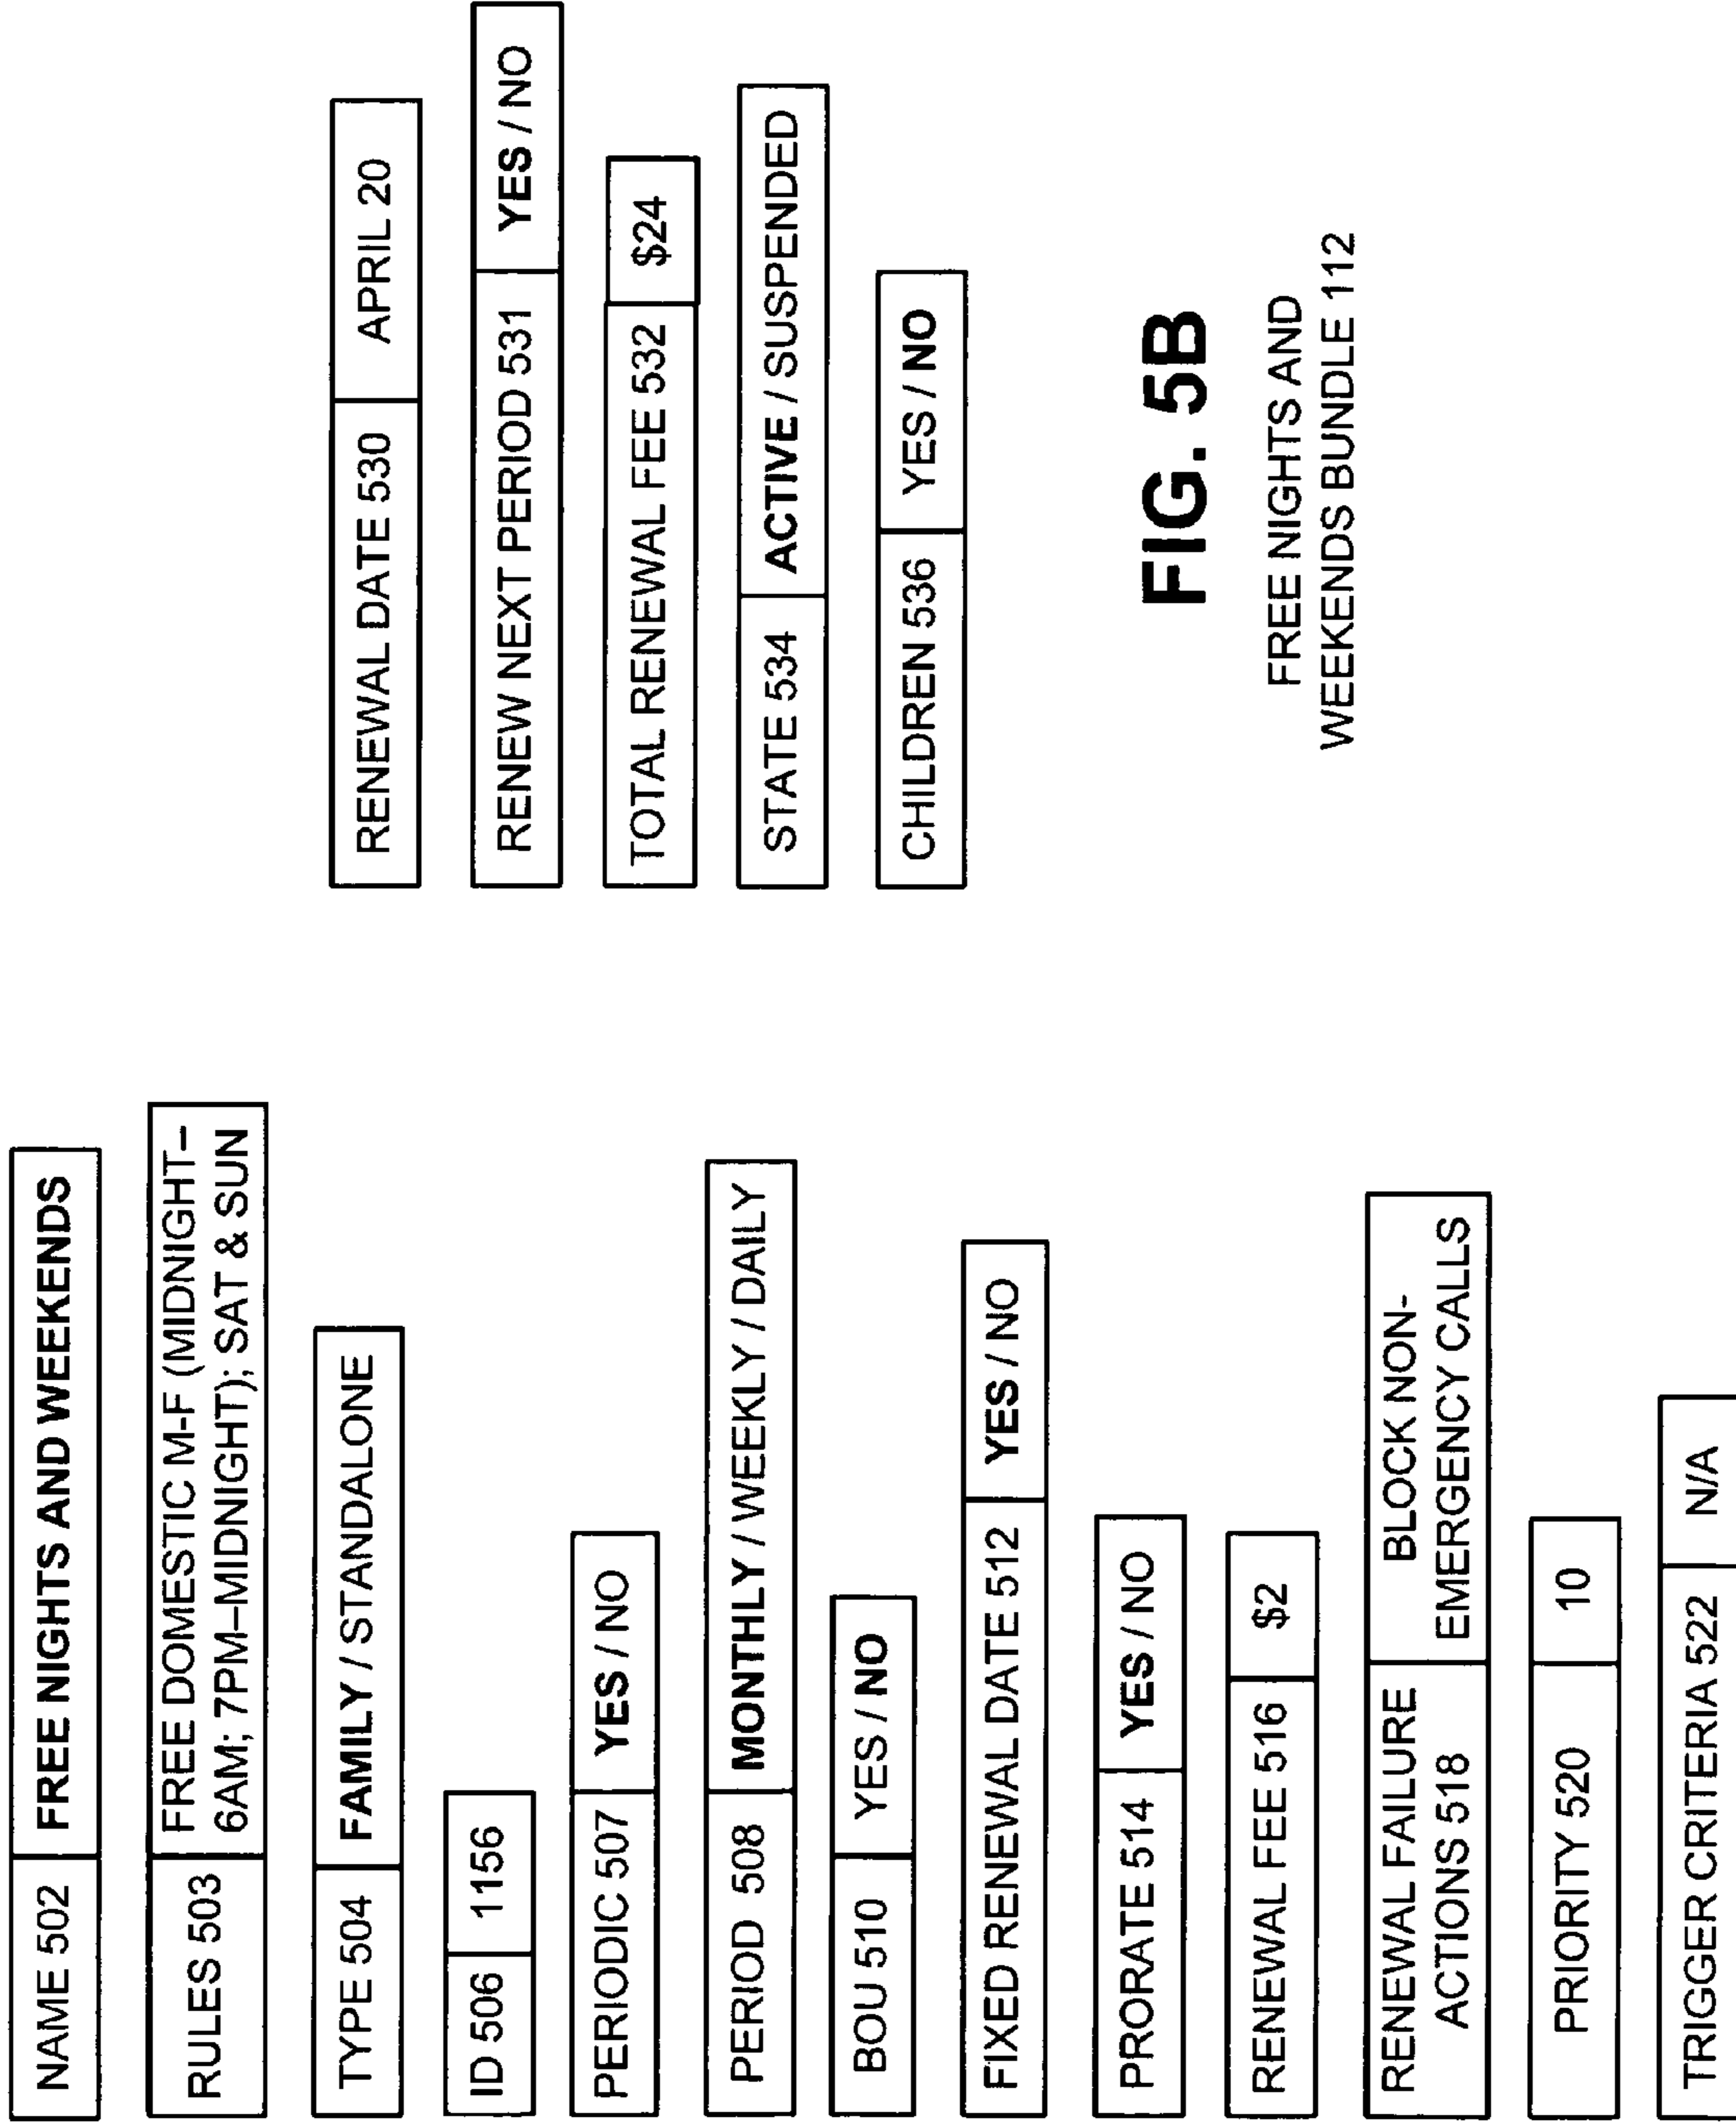 NAME 502 FREE NIGHTS AND WEEKENDS
RULES 503 FREE DOMESTIC M-F (MIDNIGHT–
6AM; 7PM–MIDNIGHT); SAT & SUN
TYPE 504 FAMILY / STANDALONE
ID 506 1156
PERIODIC 507 YES / NO
PERIOD 508 MONTHLY / WEEKLY / DAILY
BOU 510 YES / NO
FIXED RENEWAL DATE 512 YES / NO
PRORATE 514 YES / NO
RENEWAL FEE 516 $2
RENEWAL FAILURE
ACTIONS 518
BLOCK NON-
EMERGENCY CALLS
PRIORITY 520 10
TRIGGER CRITERIA 522 N/A
RENEWAL DATE 530 APRIL 20
RENEW NEXT PERIOD 531 YES / NO
TOTAL RENEWAL FEE 532 $24
STATE 534 ACTIVE / SUSPENDED
CHILDREN 536 YES / NO
FIG. 5B
FREE NIGHTS AND
WEEKENDS BUNDLE 112